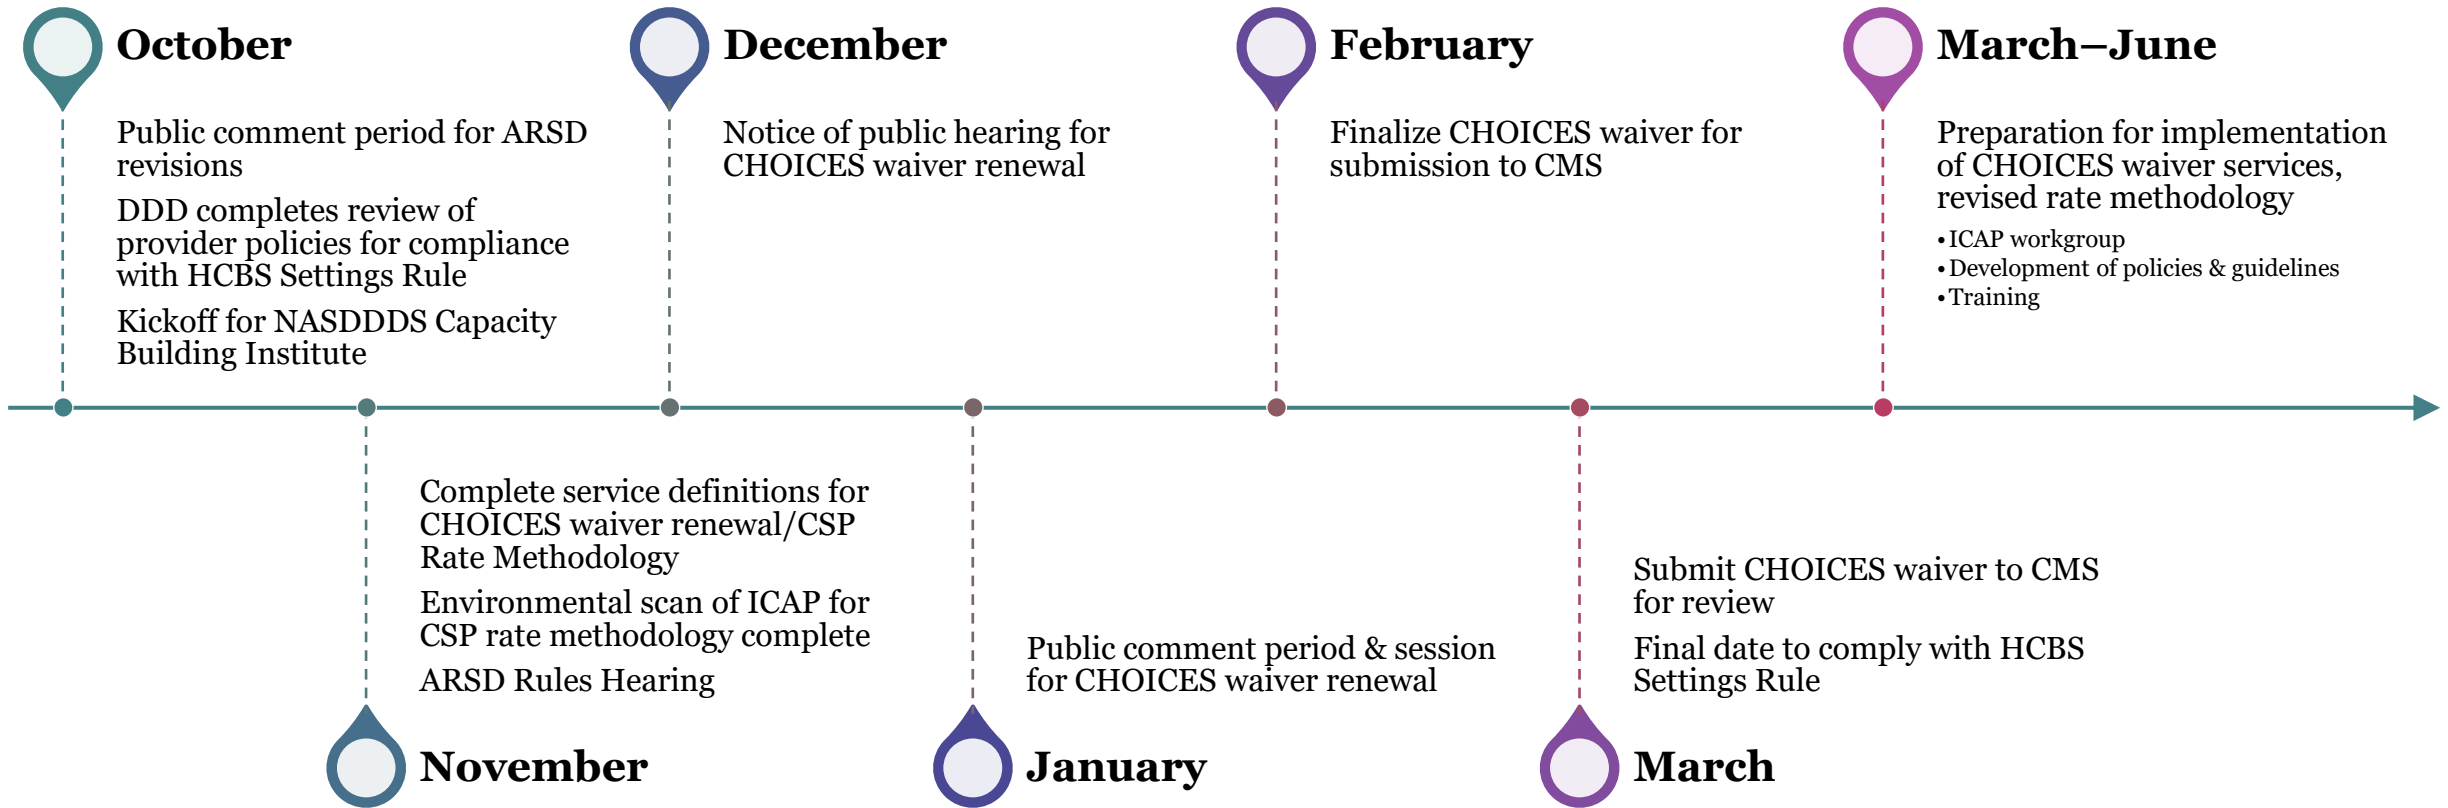 October
Public comment period for ARSD
revisions
DDD completes review of
provider policies for compliance
with HCBS Settings Rule
Kickoff for NASDDDS Capacity
Building Institute
November
Complete service definitions for
CHOICES waiver renewal/CSP
Rate Methodology
Environmental scan of ICAP for
CSP rate methodology complete
ARSD Rules Hearing
December
Notice of public hearing for
CHOICES waiver renewal
January
Public comment period & session
for CHOICES waiver renewal
February
Finalize CHOICES waiver for
submission to CMS
March
Submit CHOICES waiver to CMS
for review
Final date to comply with HCBS
Settings Rule
March–June
Preparation for implementation
of CHOICES waiver services,
revised rate methodology
•ICAP workgroup
•Development of policies & guidelines
•Training